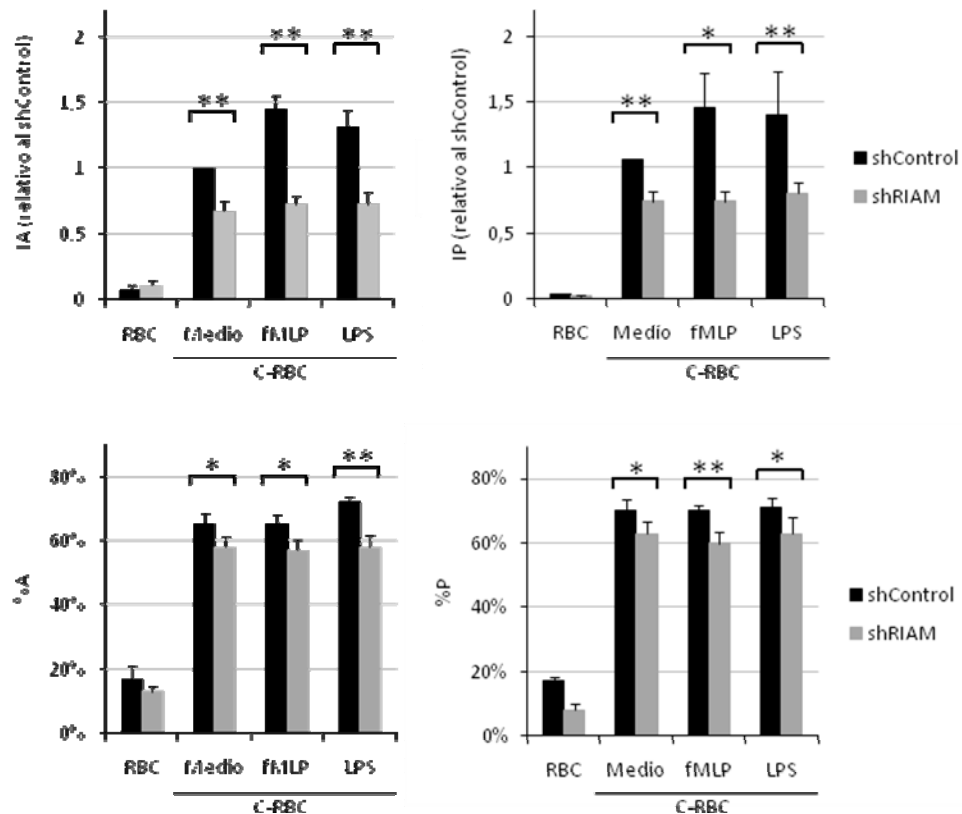 IA (relativo al shControl)
2
1,5
1
0,5
0
**
**
**
RBC
Medio
fMLP
LPS
C-RBC
IP (relativo al shControl)
2
1,5
1
0,5
0
**
*
**
RBC
Medio
fMLP
LPS
C-RBC
shControl
shRIAM
%A
80%
60%
40%
20%
0%
*
*
**
RBC
Medio
fMLP
LPS
C-RBC
%P
80%
60%
40%
20%
0%
*
**
*
RBC
Medio
fMLP
LPS
C-RBC
shControl
shRIAM